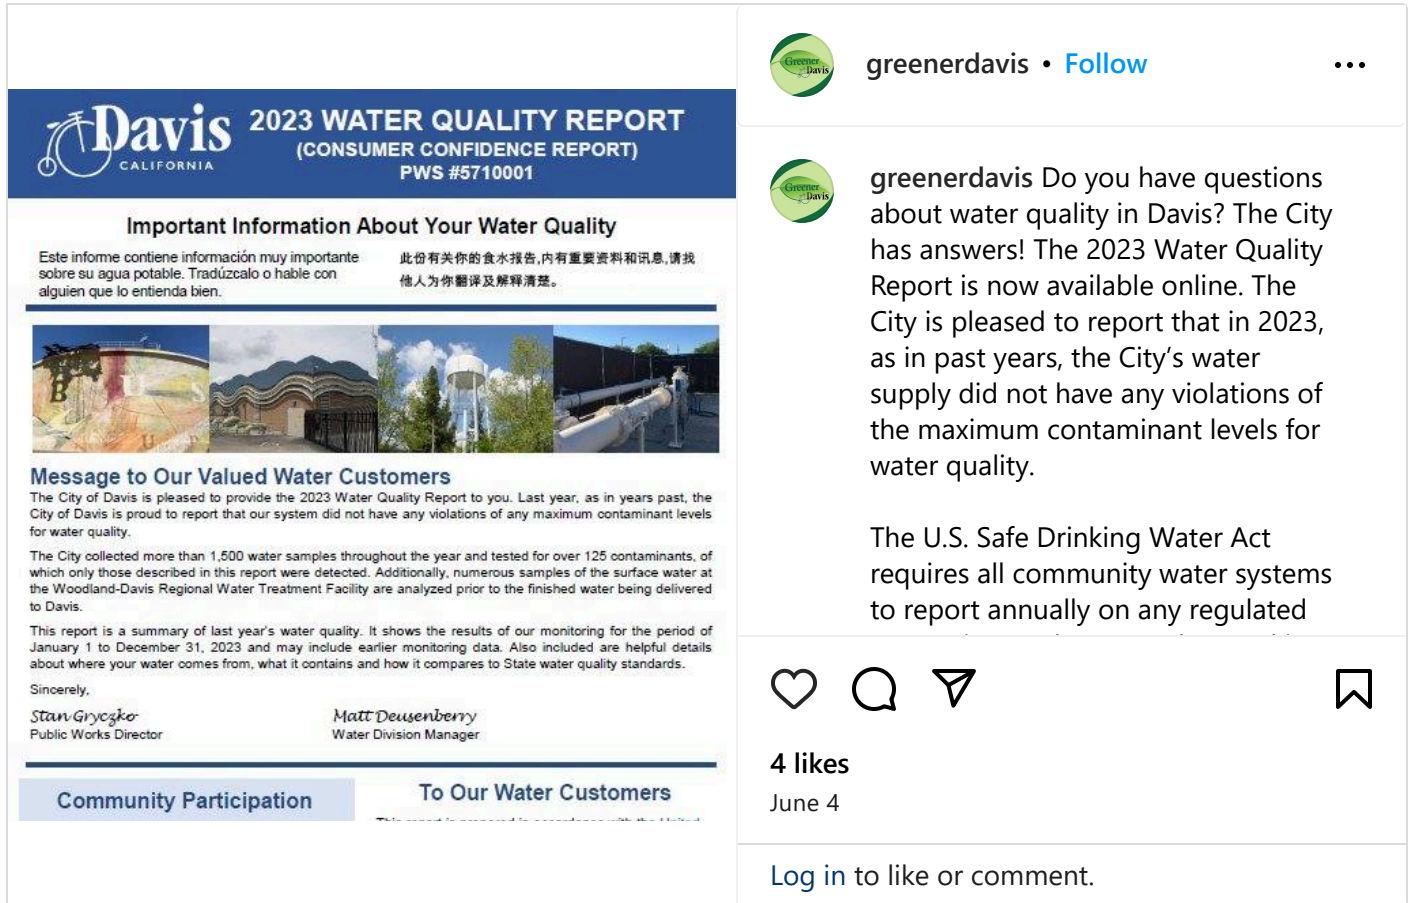 Davis
CALIFORNIA
2023 WATER QUALITY REPORT
(CONSUMER CONFIDENCE REPORT)
PWS #5710001
Important Information About Your Water Quality
Este informe contiene información muy importante
sobre su agua potable. Tradúzcalo o hable con
alguien que lo entienda bien.
此份有关你的食水报告,内有重要资料和讯息,请找
他人为你翻译及解释清楚。
B U S
U
Message to Our Valued Water Customers
The City of Davis is pleased to provide the 2023 Water Quality Report to you. Last year, as in years past, the
City of Davis is proud to report that our system did not have any violations of any maximum contaminant levels
for water quality.
The City collected more than 1,500 water samples throughout the year and tested for over 125 contaminants, of
which only those described in this report were detected. Additionally, numerous samples of the surface water at
the Woodland-Davis Regional Water Treatment Facility are analyzed prior to the finished water being delivered
to Davis.
This report is a summary of last year's water quality. It shows the results of our monitoring for the period of
January 1 to December 31, 2023 and may include earlier monitoring data. Also included are helpful details
about where your water comes from, what it contains and how it compares to State water quality standards.
Sincerely,
Stan Gryczko
Public Works Director
Matt Deusenberry
Water Division Manager
Community Participation
To Our Water Customers
This report is prepared in accordance with the United
Greener
Davis
greenerdavis • Follow
Greener
Davis
greenerdavis Do you have questions
about water quality in Davis? The City
has answers! The 2023 Water Quality
Report is now available online. The
City is pleased to report that in 2023,
as in past years, the City's water
supply did not have any violations of
the maximum contaminant levels for
water quality.
The U.S. Safe Drinking Water Act
requires all community water systems
to report annually on any regulated
4 likes
June 4
Log in to like or comment.